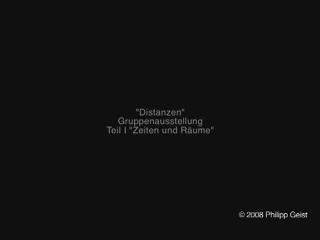 "Distanzen"
Gruppenausstellung
Teil I "Zeiten und Räume"
© 2008 Philipp Geist